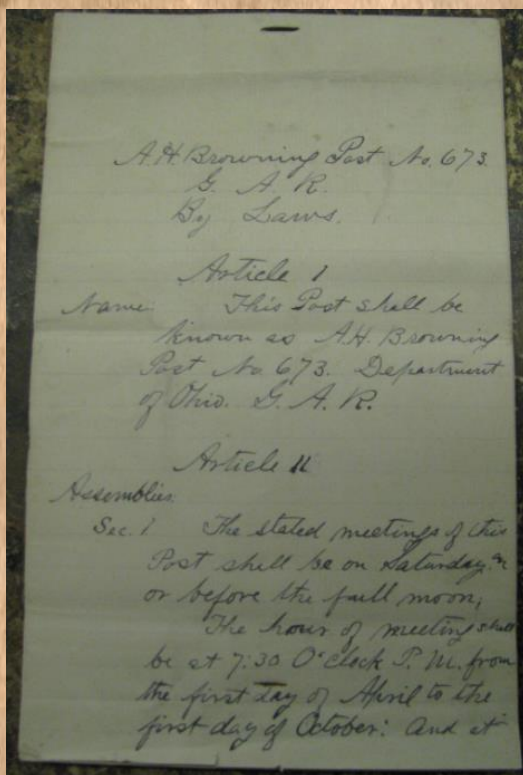 A.H. Browning Post No. 673.
G. A. R.
By Laws.
Article I
Name: This Post shall be
known as A.H. Browning
Post No. 673. Department
of Ohio. G. A. R.
Article II
Assemblies.
Sec. 1 The stated meetings of this
Post shall be on Saturday on
or before the full moon,
The hour of meeting shall
be at 7:30 O'clock P. M. from
the first day of April to the
first day of October: And at